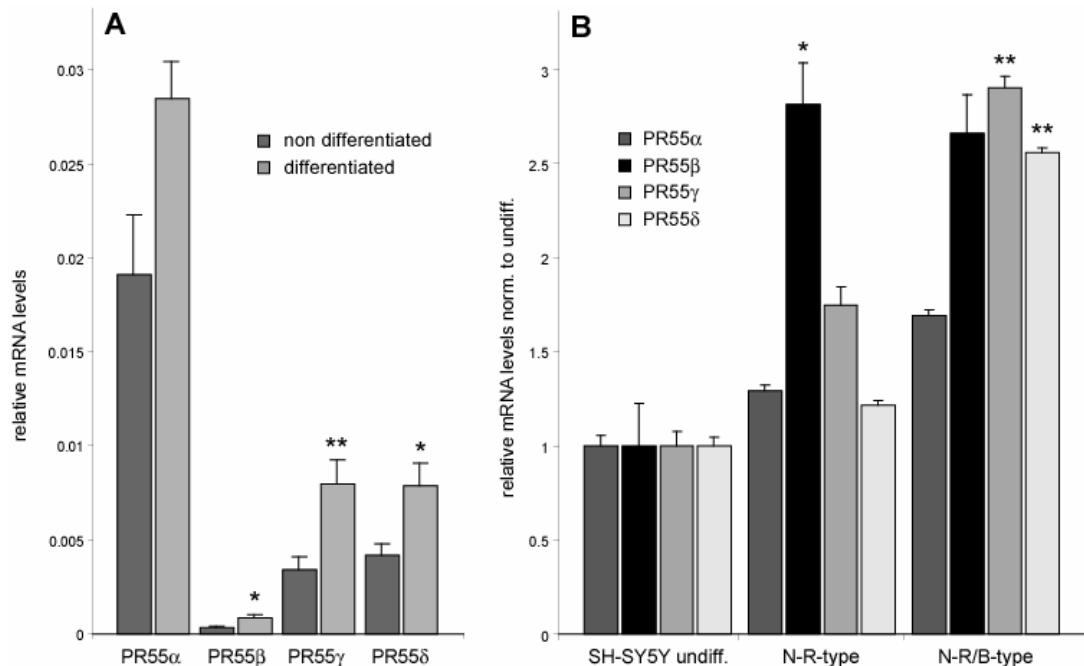 A
relative mRNA levels
0.03
0.025
0.02
0.015
0.01
0.005
0
non differentiated
differentiated
*
**
*
PR55α
PR55β
PR55γ
PR55δ
B
relative mRNA levels norm. to undiff.
3
2.5
2
1.5
1
0.5
0
PR55α
PR55β
PR55γ
PR55δ
*
**
**
SH-SY5Y undiff.
N-R-type
N-R/B-type